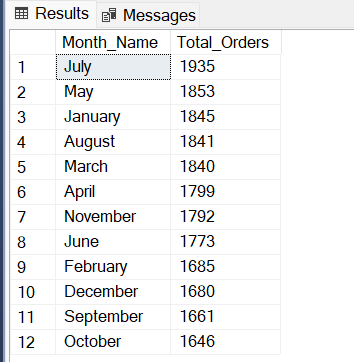 Results Messages
Month_Name Total_Orders
1 July 1935
2 May 1853
3 January 1845
4 August 1841
5 March 1840
6 April 1799
7 November 1792
8 June 1773
9 February 1685
10 December 1680
11 September 1661
12 October 1646